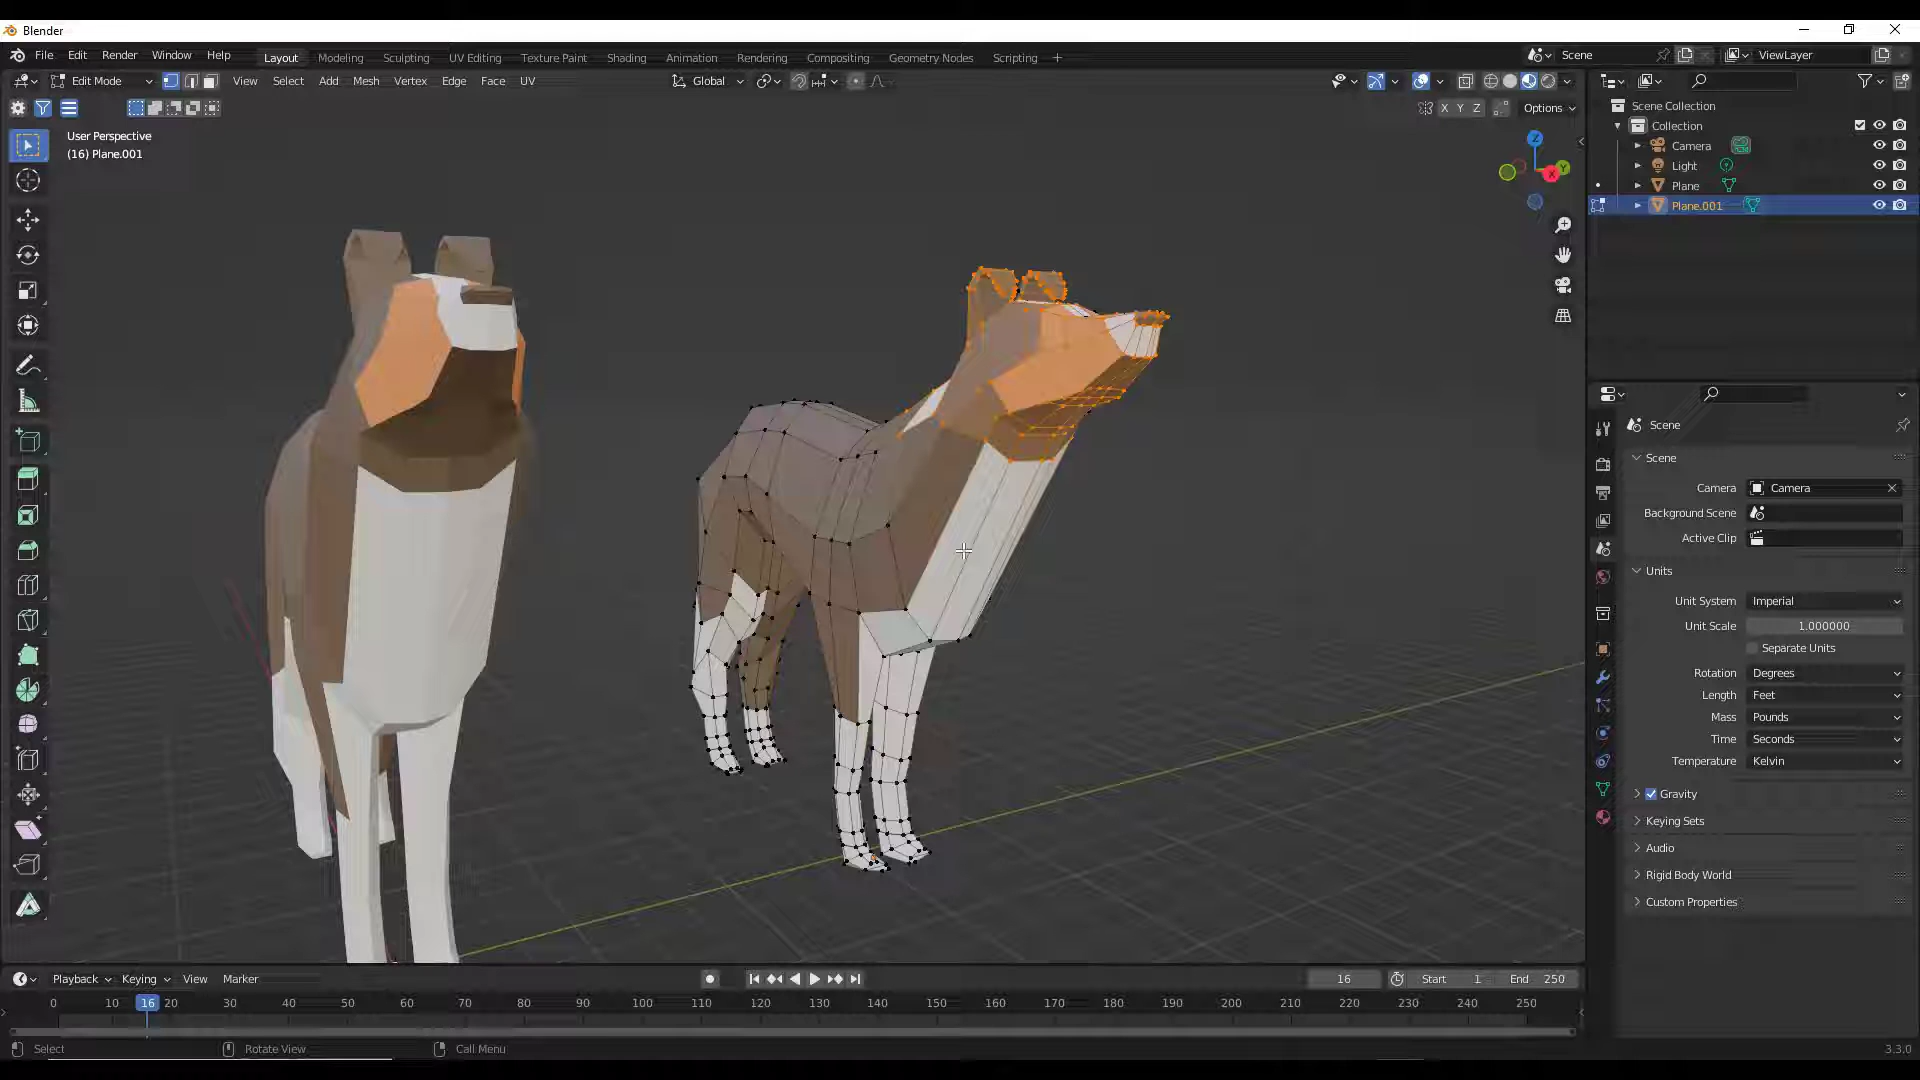 Blender
File Edit Render Window Help Layout Modeling Sculpting UV Editing Texture Paint Shading Animation Rendering Compositing Geometry Nodes Scripting + Scene ViewLayer
Edit Mode View Select Add Mesh Vertex Edge Face UV Global
X Y Z Options
User Perspective
(16) Plane.001
Z
Y
X
Scene Collection
Collection
Camera
Light
Plane
Plane.001
Scene
Scene
Camera Camera
Background Scene
Active Clip
Units
Unit System Imperial
Unit Scale 1.000000
Separate Units
Rotation Degrees
Length Feet
Mass Pounds
Time Seconds
Temperature Kelvin
Gravity
Keying Sets
Audio
Rigid Body World
Custom Properties
Playback Keying View Marker 16 Start 1 End 250
0 10 16 20 30 40 50 60 70 80 90 100 110 120 130 140 150 160 170 180 190 200 210 220 230 240 250
Select Rotate View Call Menu 3.3.0